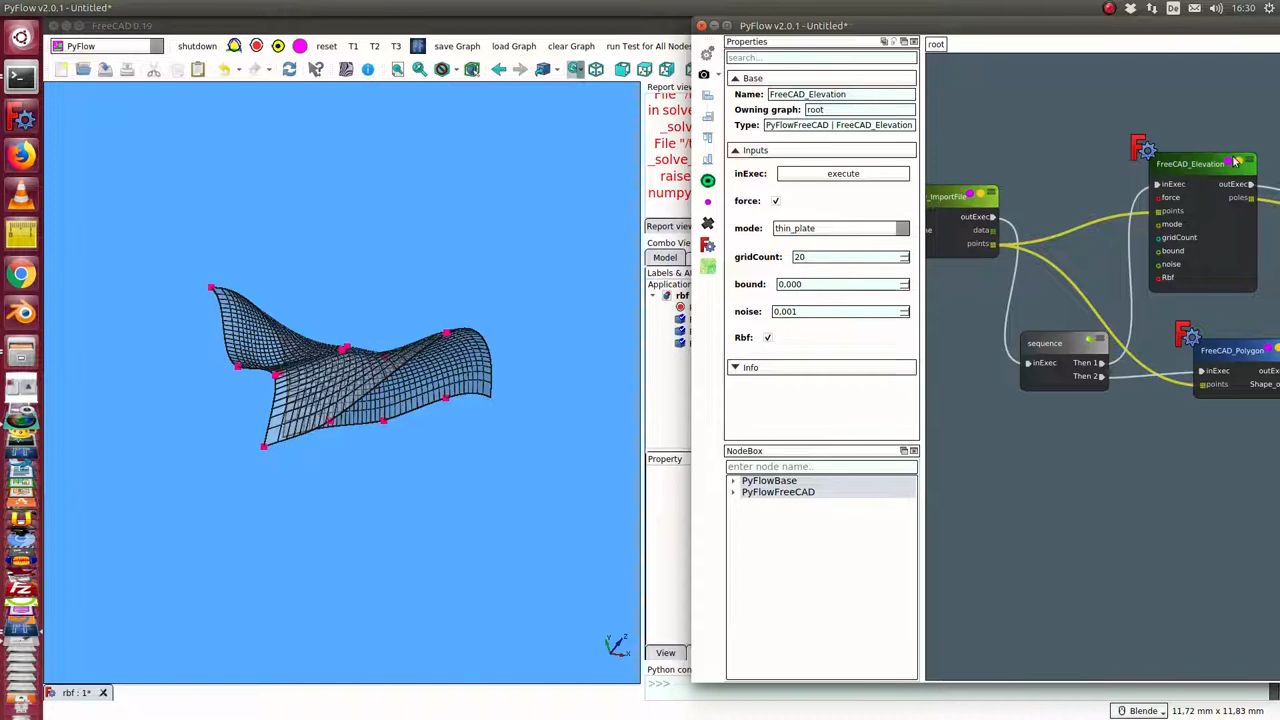 PyFlow v2.0.1 - Untitled*
De
16:30
FreeCAD 0.19
PyFlow
shutdown
reset
T1
T2
T3
save Graph
load Graph
clear Graph
run Test for All Nodes
Report view
in solve
_solve
File "/t
_solve_
raise
numpy
Report view
Combo View
Model
Labels & A
Application
rbf
Property
View
Python con
>>>
Y
Z
X
rbf : 1*
PyFlow v2.0.1 - Untitled*
Properties
search...
Base
Name: FreeCAD_Elevation
Owning graph: root
Type: PyFlowFreeCAD | FreeCAD_Elevation
Inputs
inExec: execute
force:
mode: thin_plate
gridCount: 20
bound: 0,000
noise: 0,001
Rbf:
Info
NodeBox
enter node name..
PyFlowBase
PyFlowFreeCAD
root
_ImportFile
outExec
data
points
FreeCAD_Elevation
inExec outExec
force poles
points
mode
gridCount
bound
noise
Rbf
sequence
inExec Then 1
Then 2
FreeCAD_Polygon
inExec
points Shape_o
Blende
11,72 mm x 11,83 mm